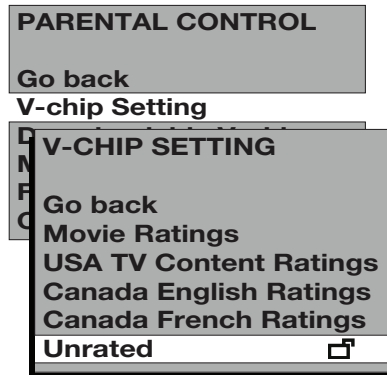 PARENTAL CONTROL
Go back
V-chip Setting
V-CHIP SETTING
Go back
Movie Ratings
USA TV Content Ratings
Canada English Ratings
Canada French Ratings
Unrated